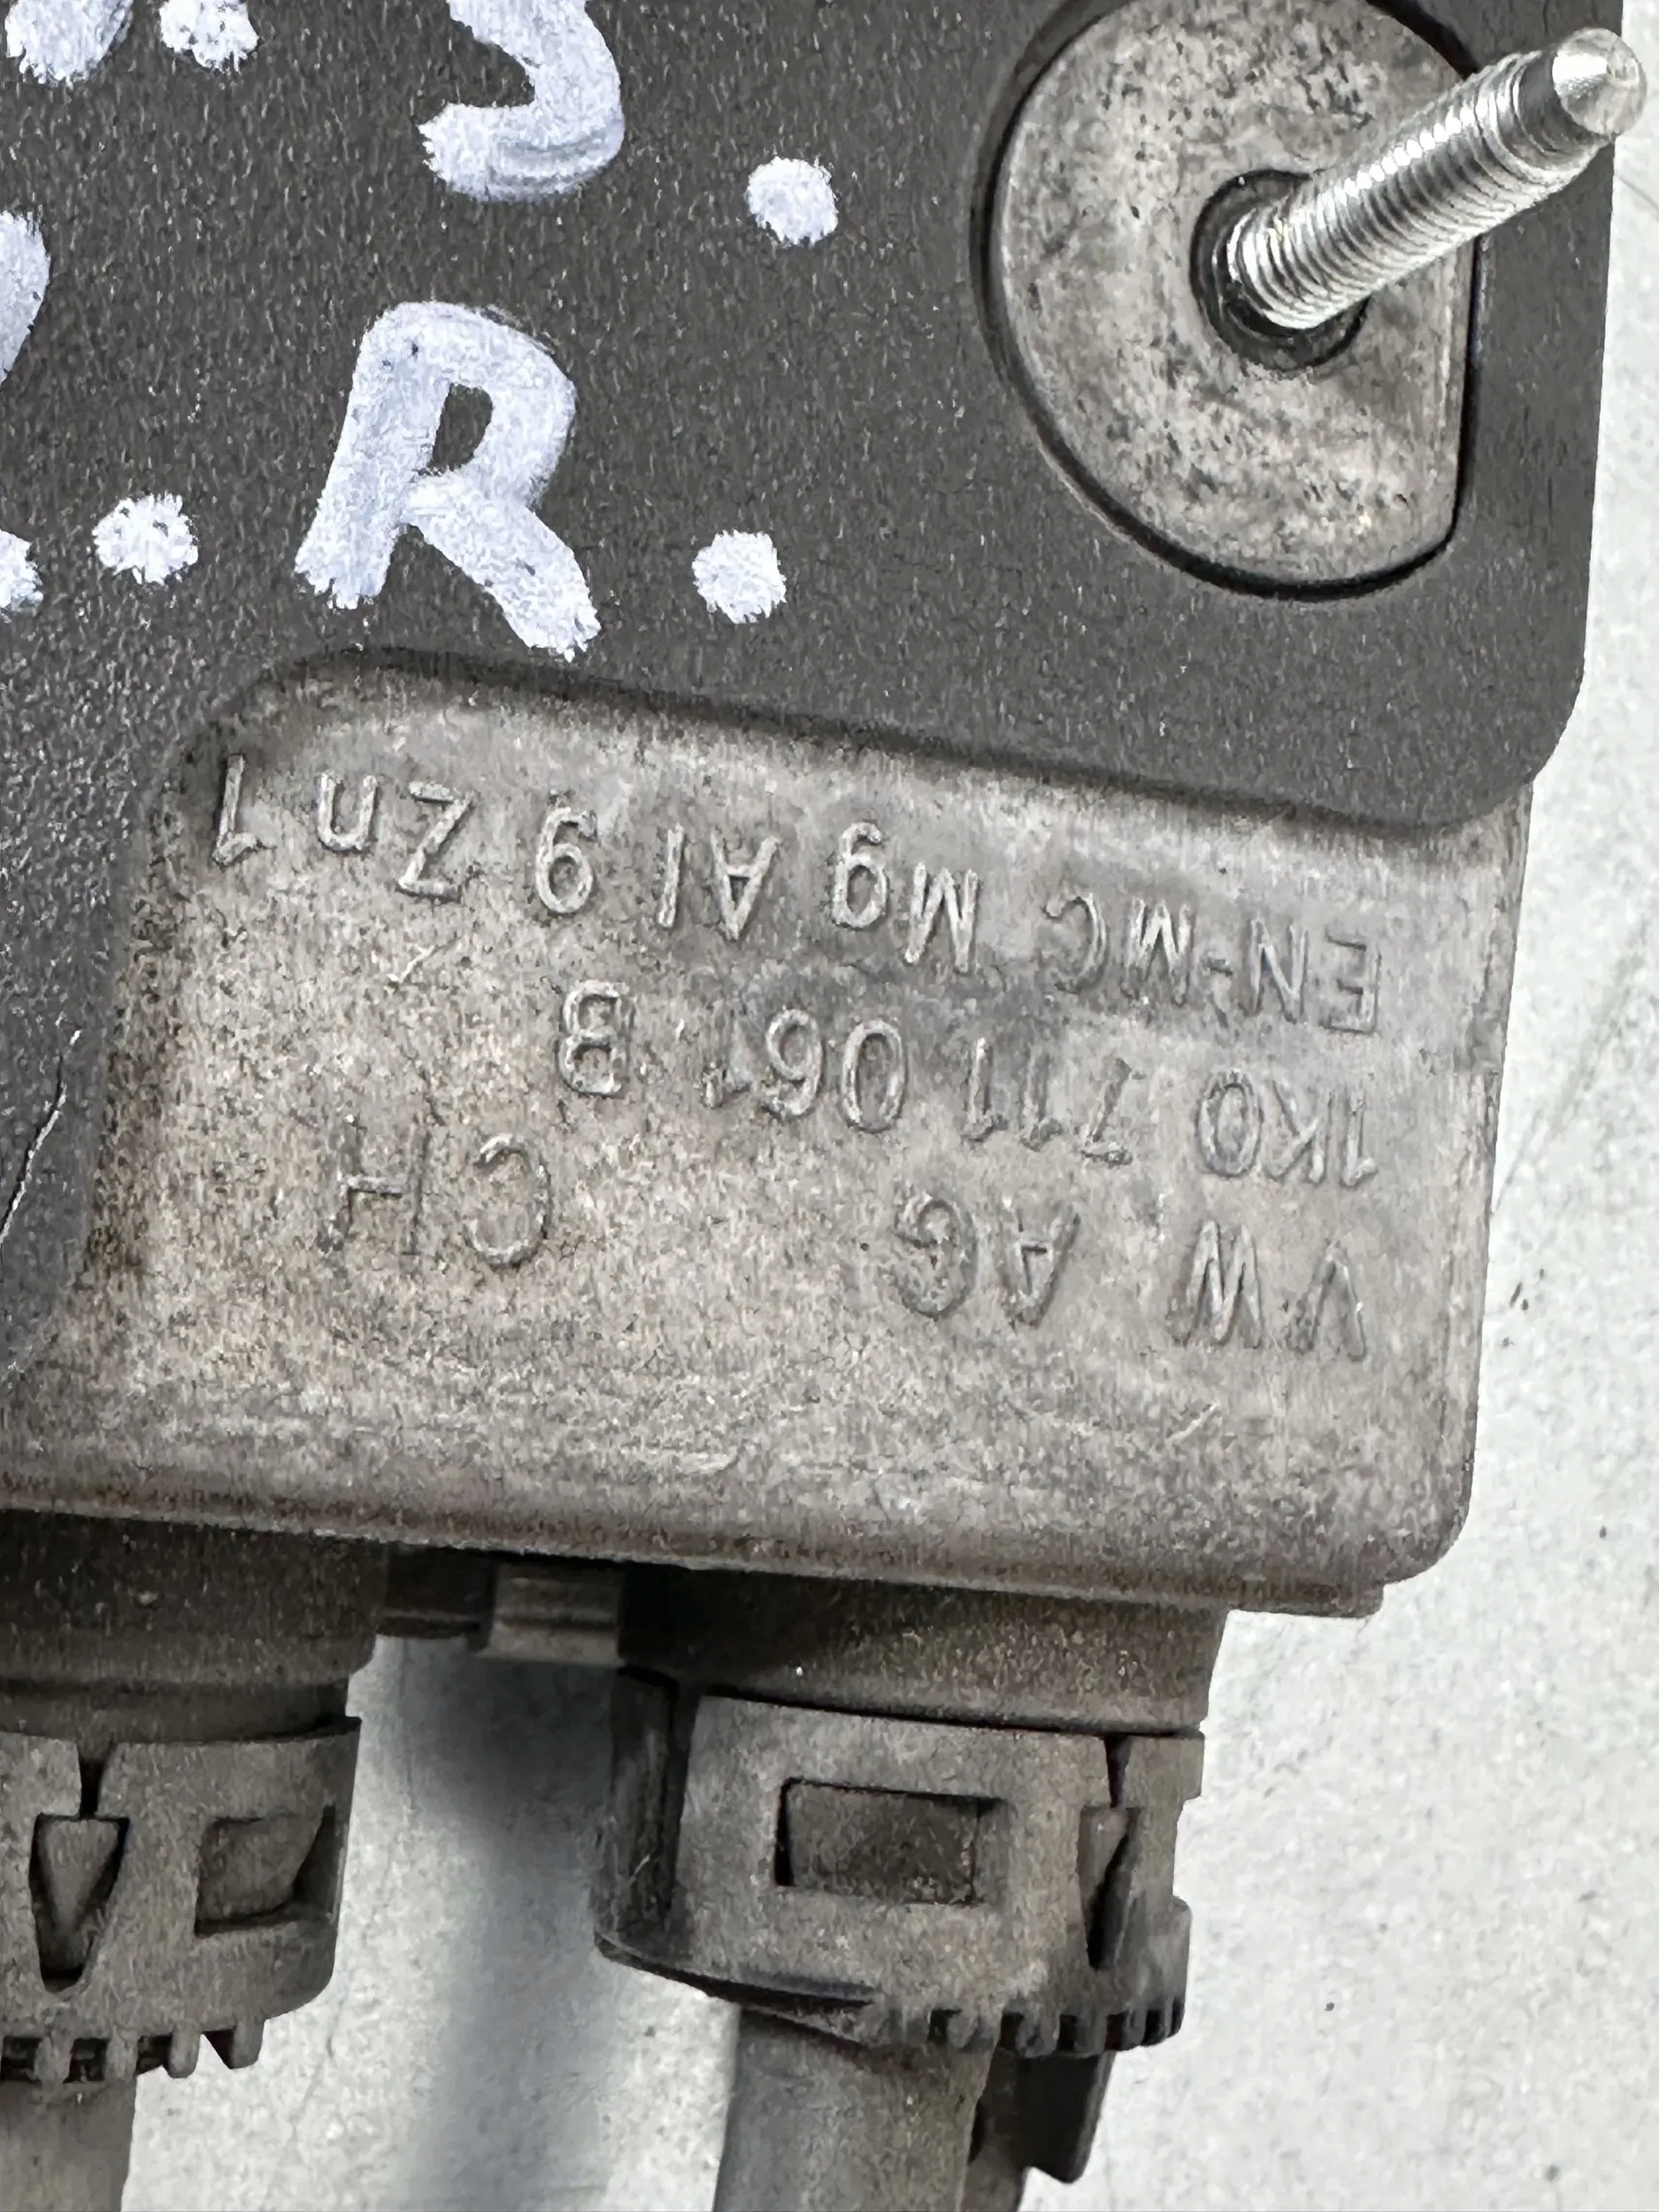 S.
R.
VW AG CH
1K0 711 061 B
EN-MC Mg Al 9 Zn 1